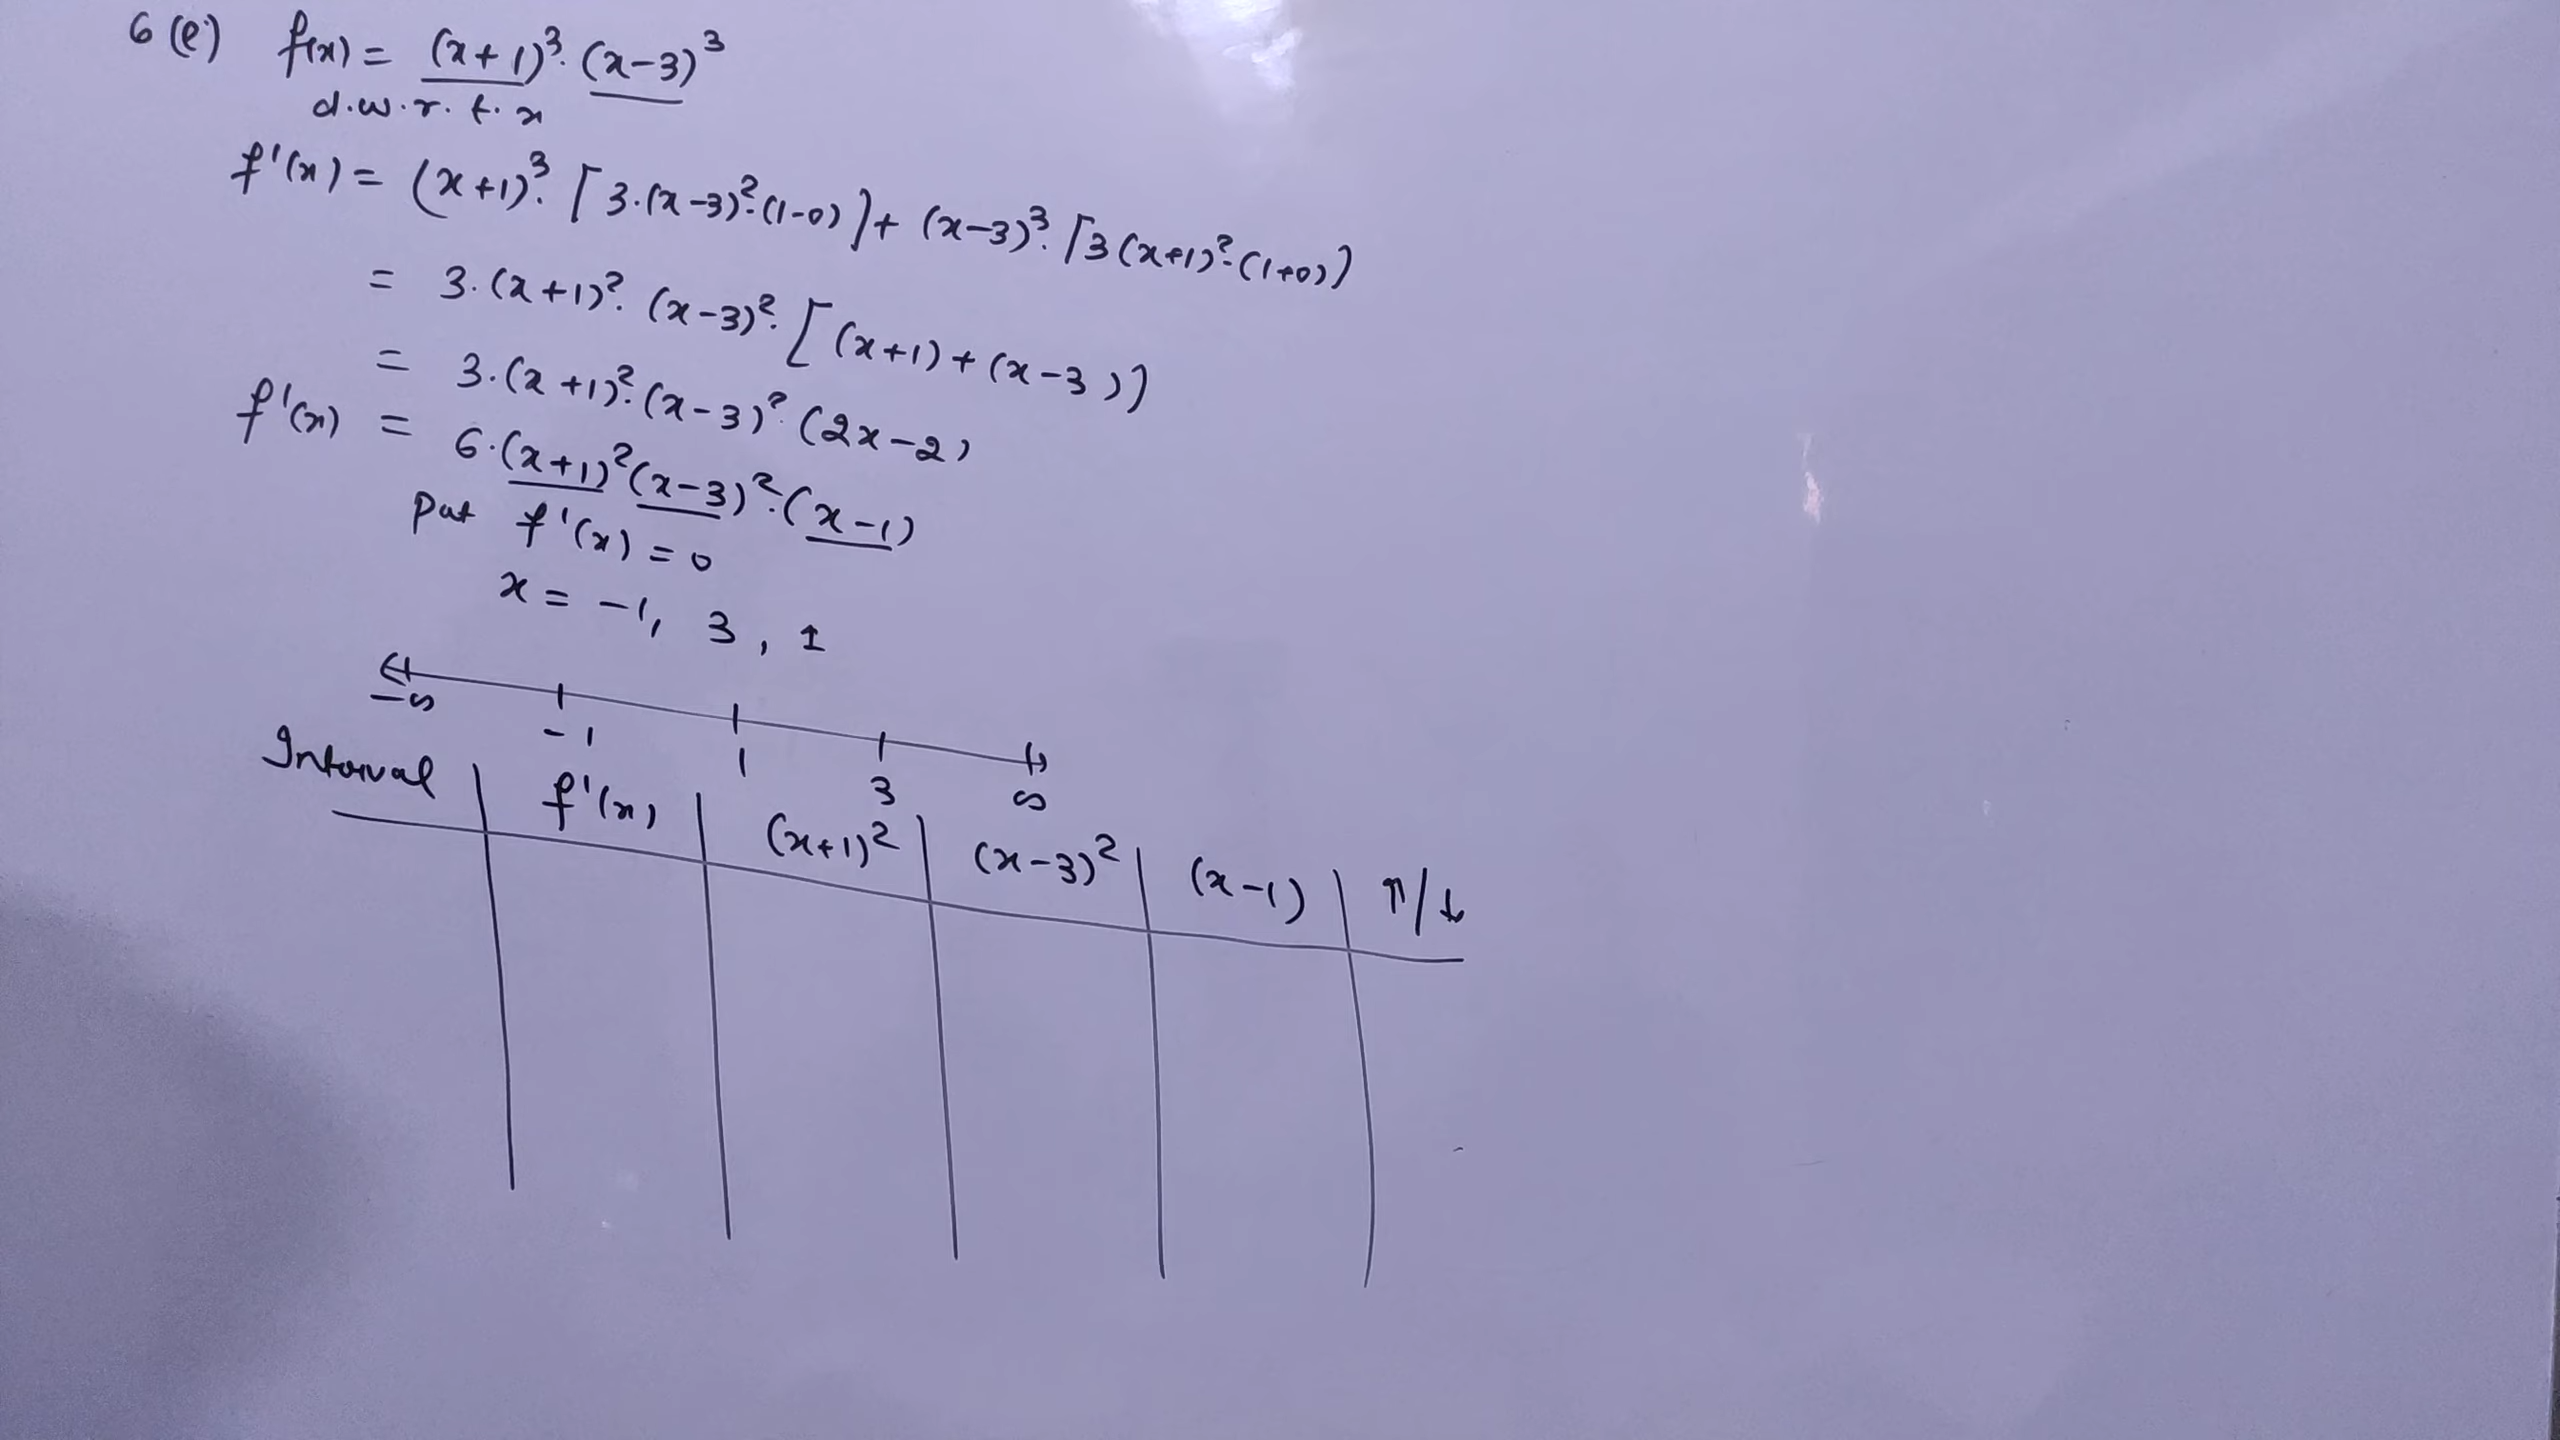 6 (e) f(x) = (x+1)³. (x-3)³
d.w.r.t.x
f'(x) = (x+1)³. [3.(x-3)².(1-0)] + (x-3)³. [3(x+1)².(1+0)]
= 3.(x+1)². (x-3)². [(x+1)+(x-3)]
= 3.(x+1)².(x-3)². (2x-2)
f'(x) = 6.(x+1)²(x-3)².(x-1)
put f'(x) = 0
x = -1, 3, 1
-∞ -1 1 3 ∞
Interval | f'(x) | (x+1)² | (x-3)² | (x-1) | ↑/↓